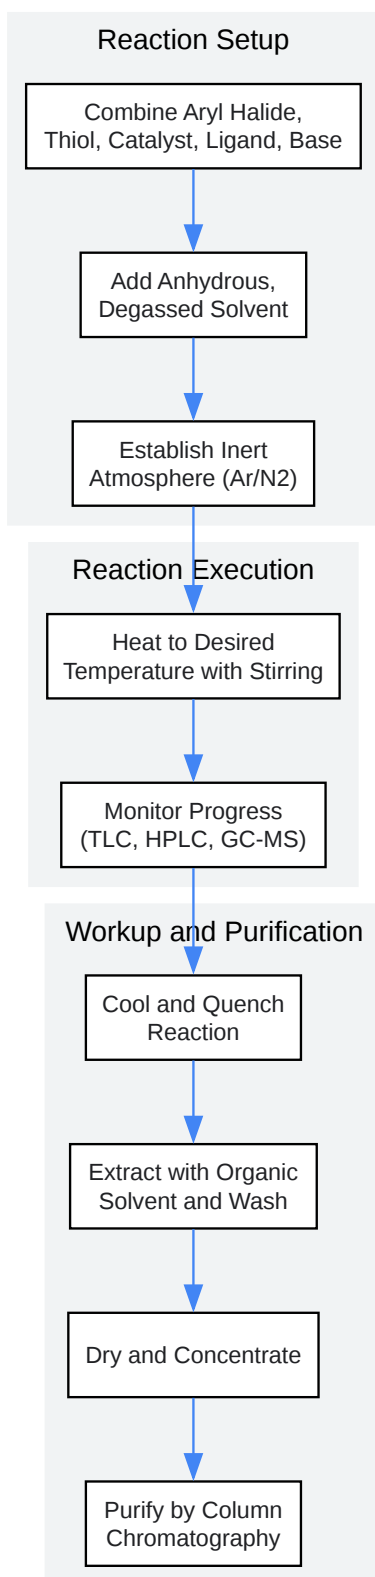 Reaction Setup
Combine Aryl Halide,
Thiol, Catalyst, Ligand, Base
Add Anhydrous,
Degassed Solvent
Establish Inert
Atmosphere (Ar/N2)
Reaction Execution
Heat to Desired
Temperature with Stirring
Monitor Progress
(TLC, HPLC, GC-MS)
Workup and Purification
Cool and Quench
Reaction
Extract with Organic
Solvent and Wash
Dry and Concentrate
Purify by Column
Chromatography